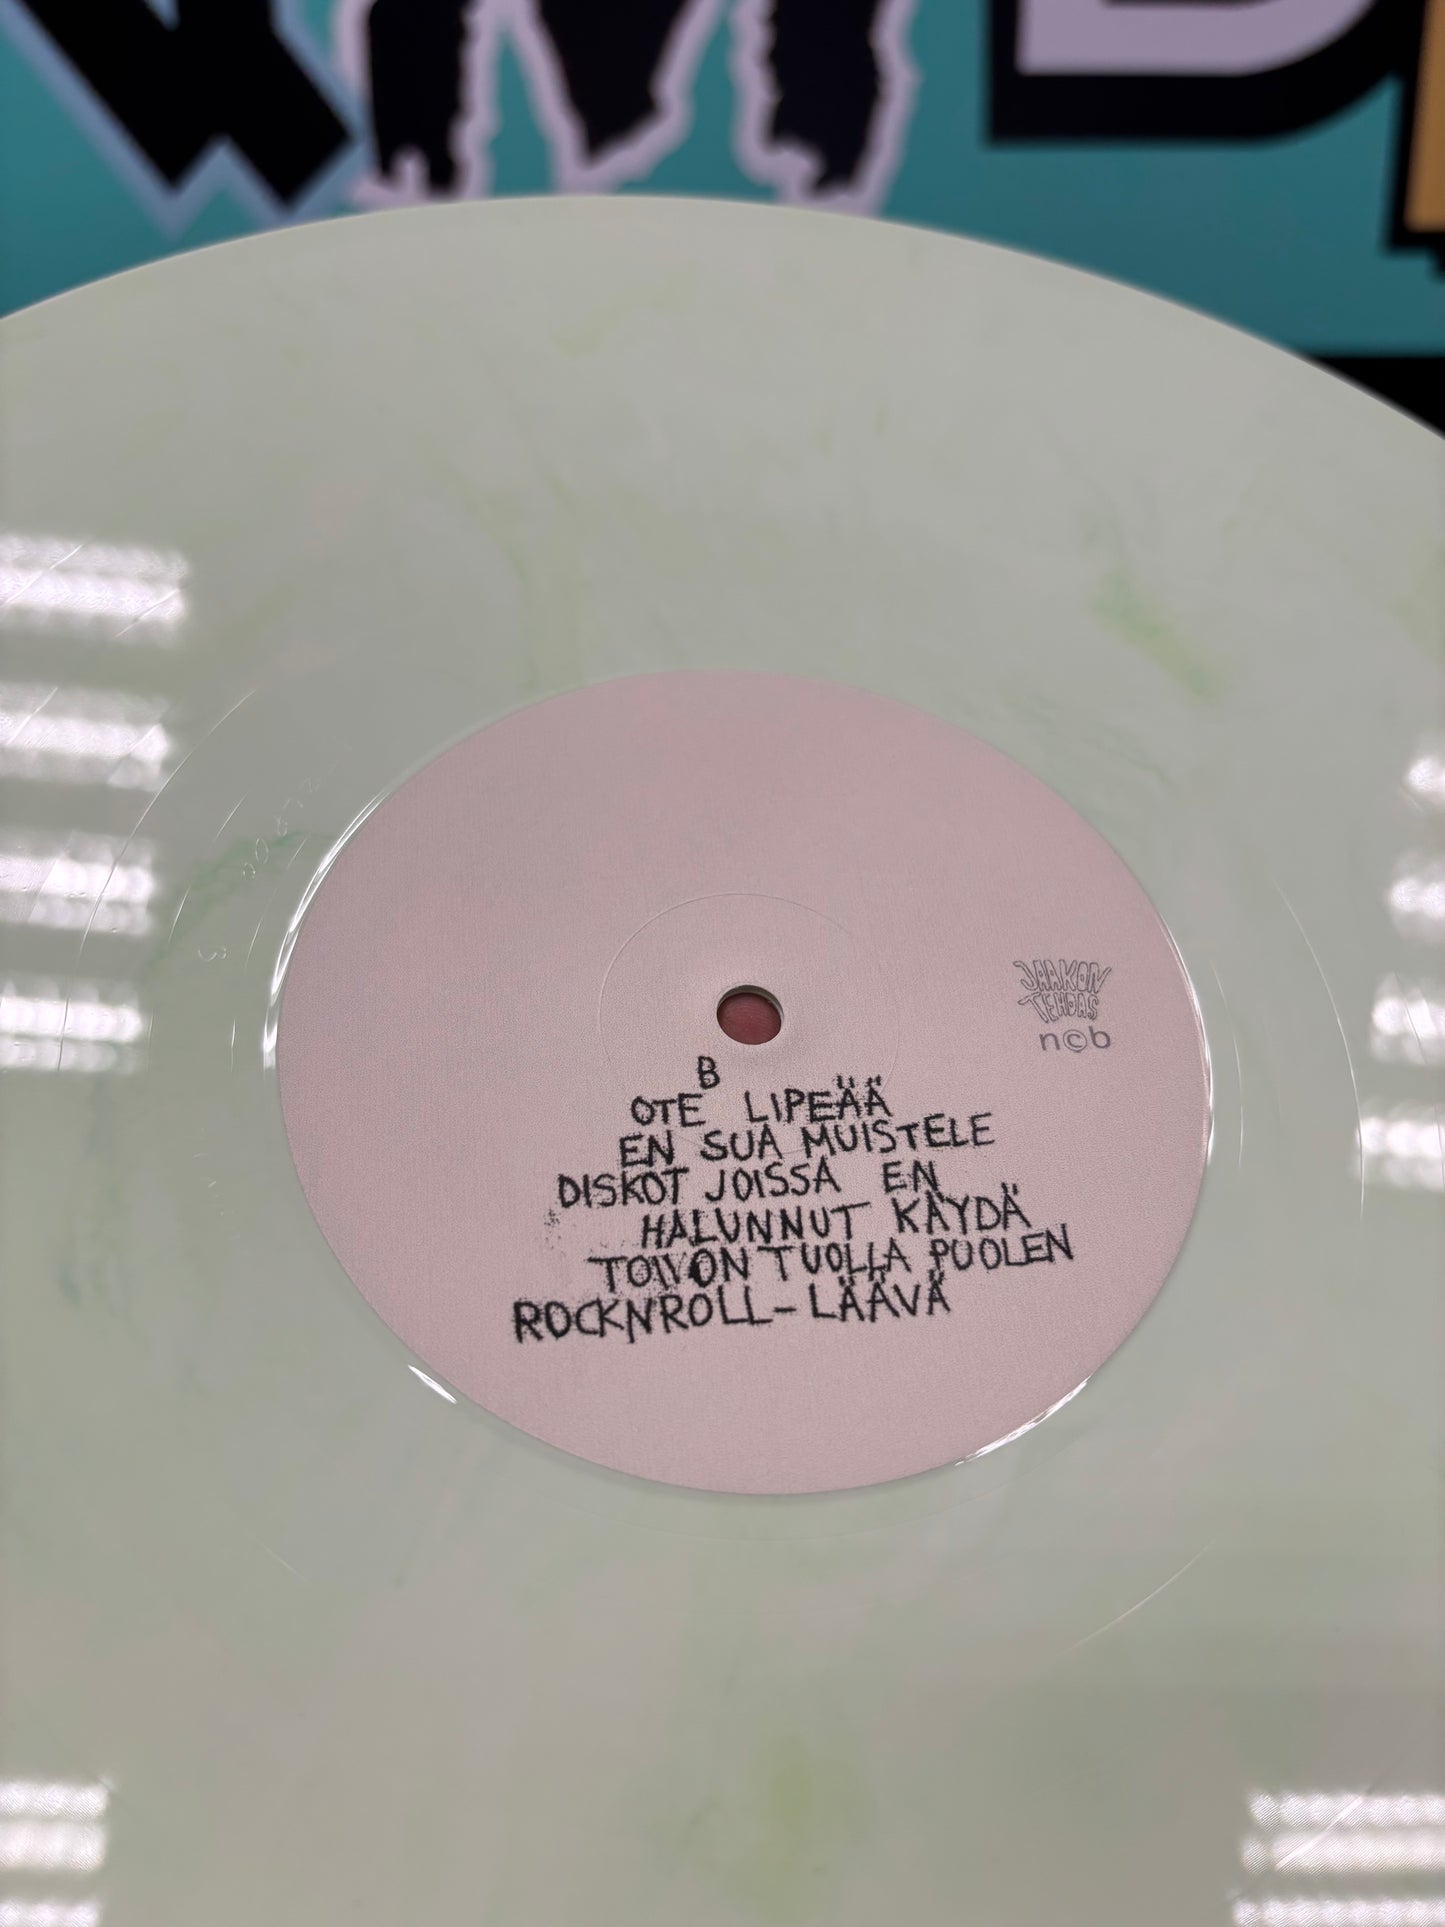 JAAKON
TEHDAS
n©b
B
OTE LIPEÄÄ
EN SUA MUISTELE
DISKOT JOISSA EN
HALUNNUT KÄYDÄ
TOIVON TUOLLA PUOLEN
ROCKN'ROLL-LÄÄVÄ